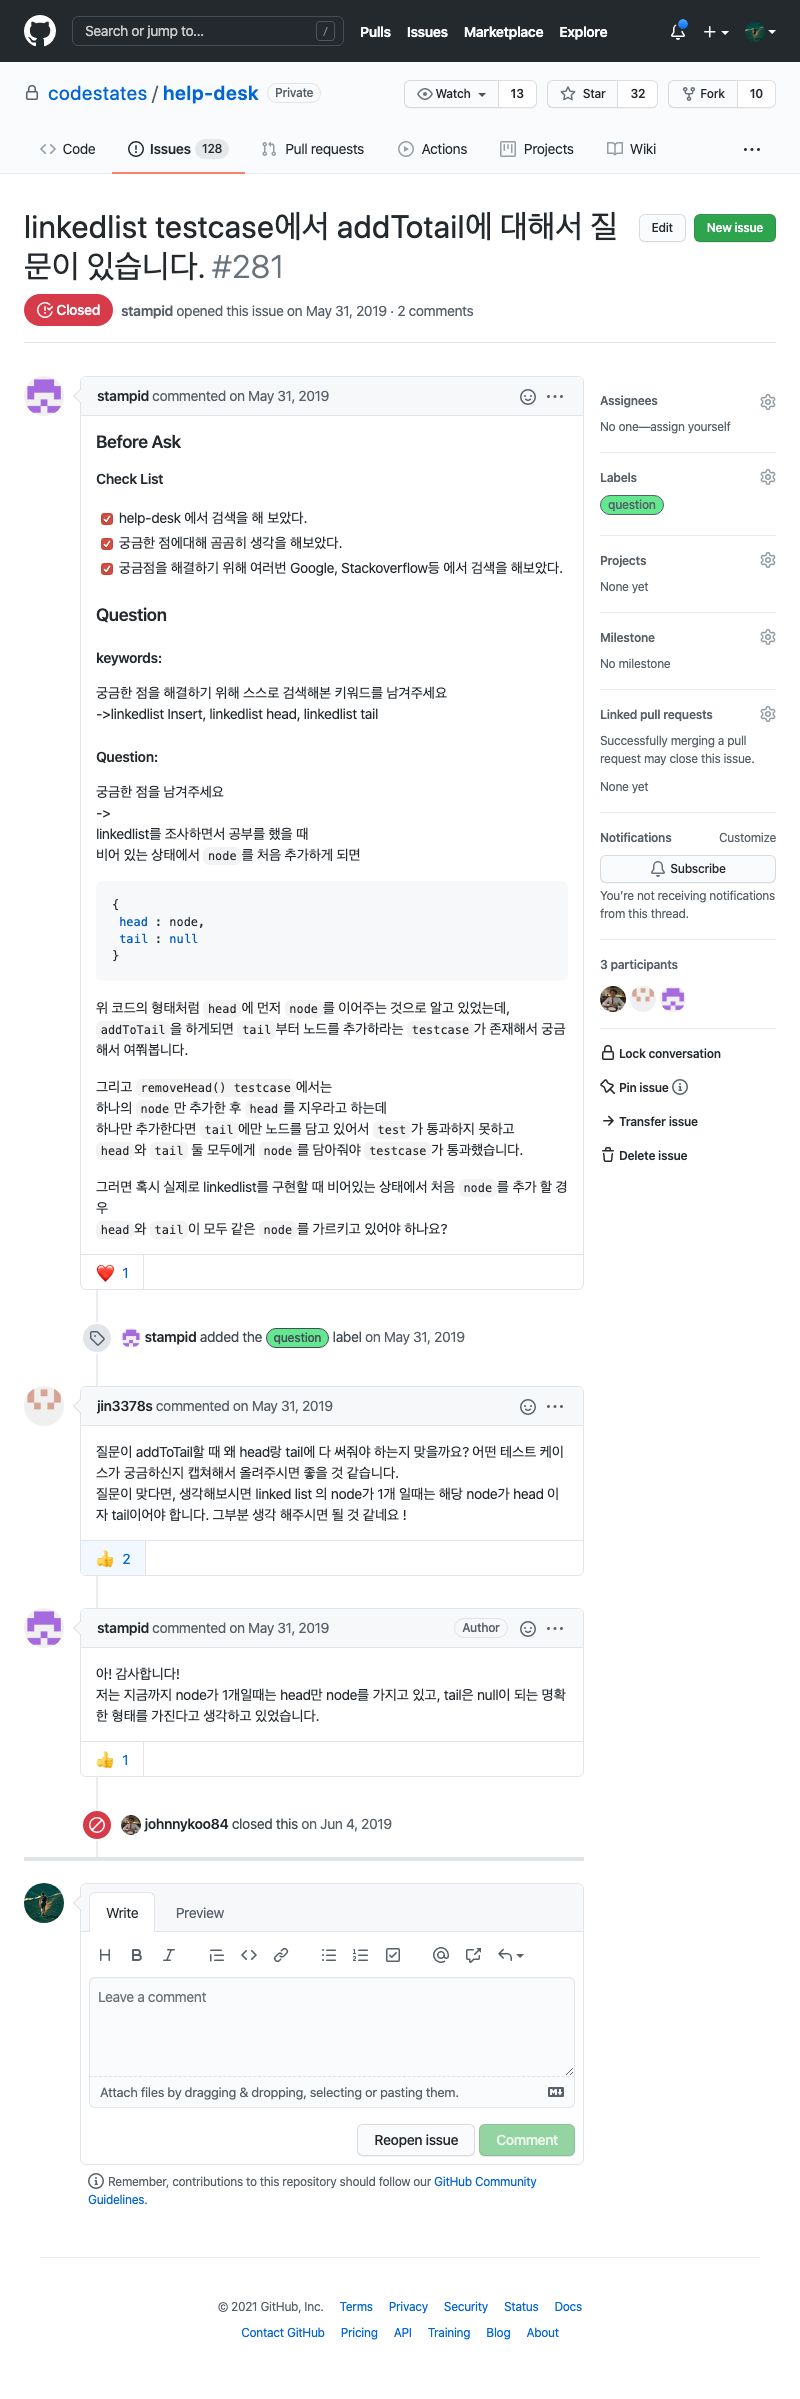 Search or jump to... /
Pulls Issues Marketplace Explore
codestates / help-desk Private
Watch 13 Star 32 Fork 10
Code Issues 128 Pull requests Actions Projects Wiki ...
linkedlist testcase에서 addTotail에 대해서 질
문이 있습니다. #281
Edit New issue
Closed stampid opened this issue on May 31, 2019 · 2 comments
stampid commented on May 31, 2019
Before Ask
Check List
help-desk 에서 검색을 해 보았다.
궁금한 점에대해 곰곰히 생각을 해보았다.
궁금점을 해결하기 위해 여러번 Google, Stackoverflow등 에서 검색을 해보았다.
Question
keywords:
궁금한 점을 해결하기 위해 스스로 검색해본 키워드를 남겨주세요
->linkedlist Insert, linkedlist head, linkedlist tail
Question:
궁금한 점을 남겨주세요
->
linkedlist를 조사하면서 공부를 했을 때
비어 있는 상태에서 node 를 처음 추가하게 되면
{
head : node,
tail : null
}
위 코드의 형태처럼 head 에 먼저 node 를 이어주는 것으로 알고 있었는데,
addToTail 을 하게되면 tail 부터 노드를 추가하라는 testcase 가 존재해서 궁금
해서 여쭤봅니다.
그리고 removeHead() testcase 에서는
하나의 node 만 추가한 후 head 를 지우라고 하는데
하나만 추가한다면 tail 에만 노드를 담고 있어서 test 가 통과하지 못하고
head 와 tail 둘 모두에게 node 를 담아줘야 testcase 가 통과했습니다.
그러면 혹시 실제로 linkedlist를 구현할 때 비어있는 상태에서 처음 node 를 추가 할 경
우
head 와 tail 이 모두 같은 node 를 가르키고 있어야 하나요?
1
stampid added the question label on May 31, 2019
jin3378s commented on May 31, 2019
질문이 addToTail할 때 왜 head랑 tail에 다 써줘야 하는지 맞을까요? 어떤 테스트 케이
스가 궁금하신지 캡쳐해서 올려주시면 좋을 것 같습니다.
질문이 맞다면, 생각해보시면 linked list 의 node가 1개 일때는 해당 node가 head 이
자 tail이어야 합니다. 그부분 생각 해주시면 될 것 같네요 !
2
stampid commented on May 31, 2019 Author
아! 감사합니다!
저는 지금까지 node가 1개일때는 head만 node를 가지고 있고, tail은 null이 되는 명확
한 형태를 가진다고 생각하고 있었습니다.
1
johnnykoo84 closed this on Jun 4, 2019
Write Preview
Leave a comment
Attach files by dragging & dropping, selecting or pasting them.
Reopen issue Comment
Remember, contributions to this repository should follow our GitHub Community
Guidelines.
Assignees
No one—assign yourself
Labels
question
Projects
None yet
Milestone
No milestone
Linked pull requests
Successfully merging a pull
request may close this issue.
None yet
Notifications Customize
Subscribe
You're not receiving notifications
from this thread.
3 participants
Lock conversation
Pin issue
Transfer issue
Delete issue
© 2021 GitHub, Inc. Terms Privacy Security Status Docs
Contact GitHub Pricing API Training Blog About